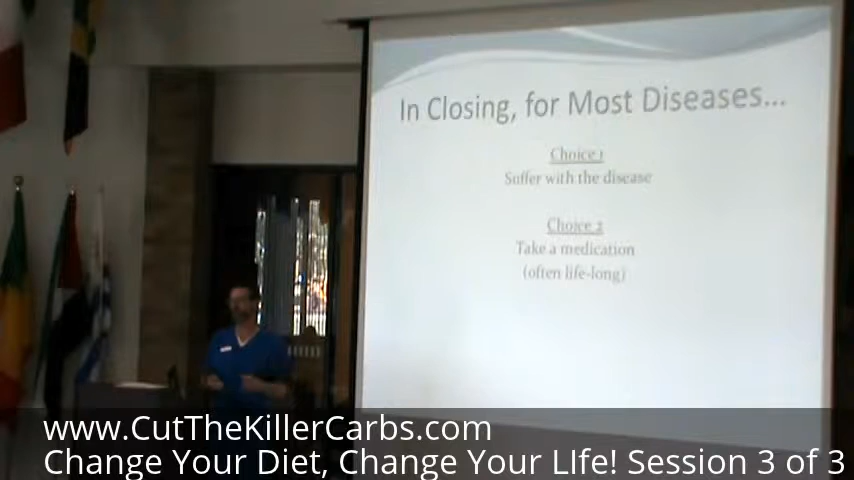 In Closing, for Most Diseases...
Choice 1
Suffer with the disease
Choice 2
Take a medication
(often life-long)
www.CutTheKillerCarbs.com
Change Your Diet, Change Your LIfe! Session 3 of 3